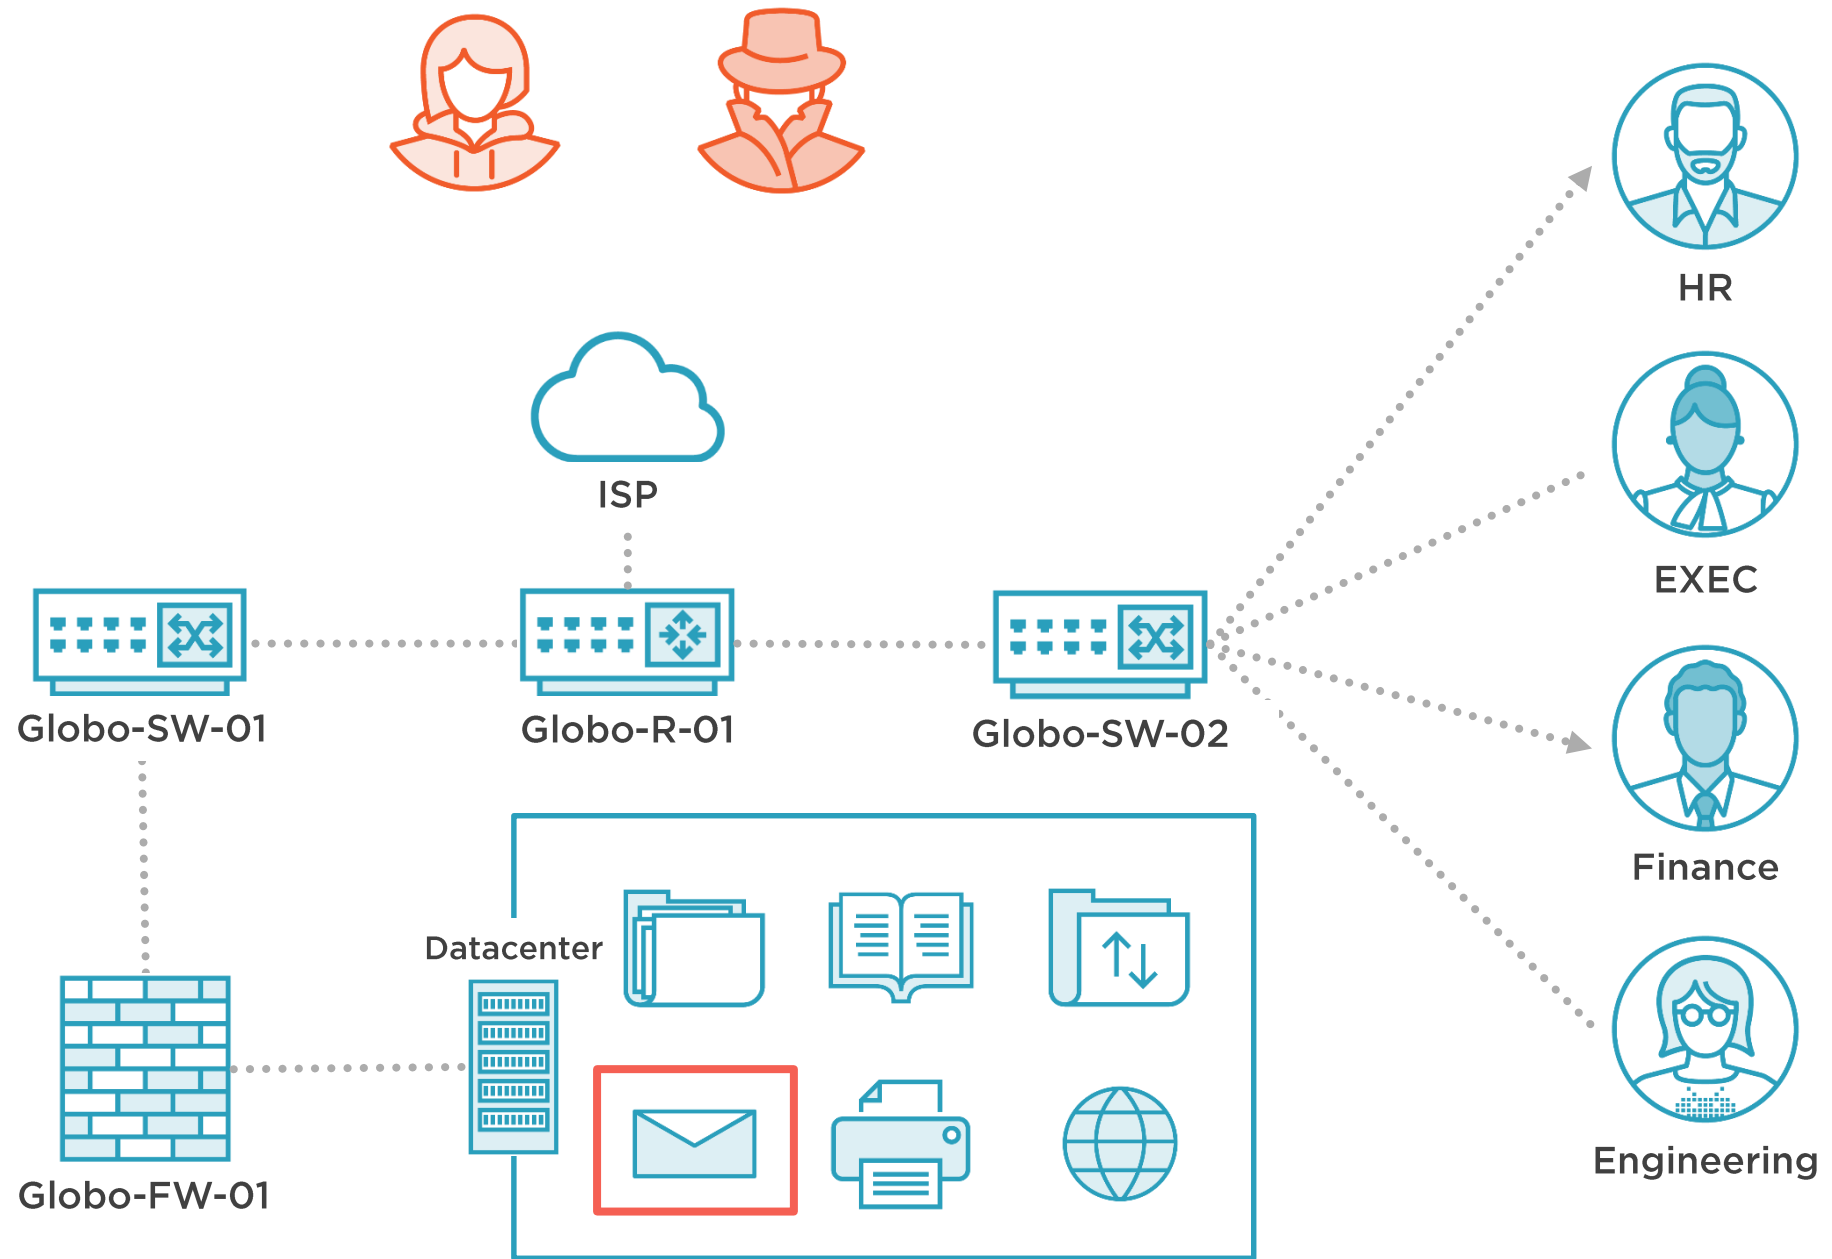 HR
ISP
EXEC
Globo-SW-01
Globo-R-01
Globo-SW-02
Finance
Datacenter
Engineering
Globo-FW-01